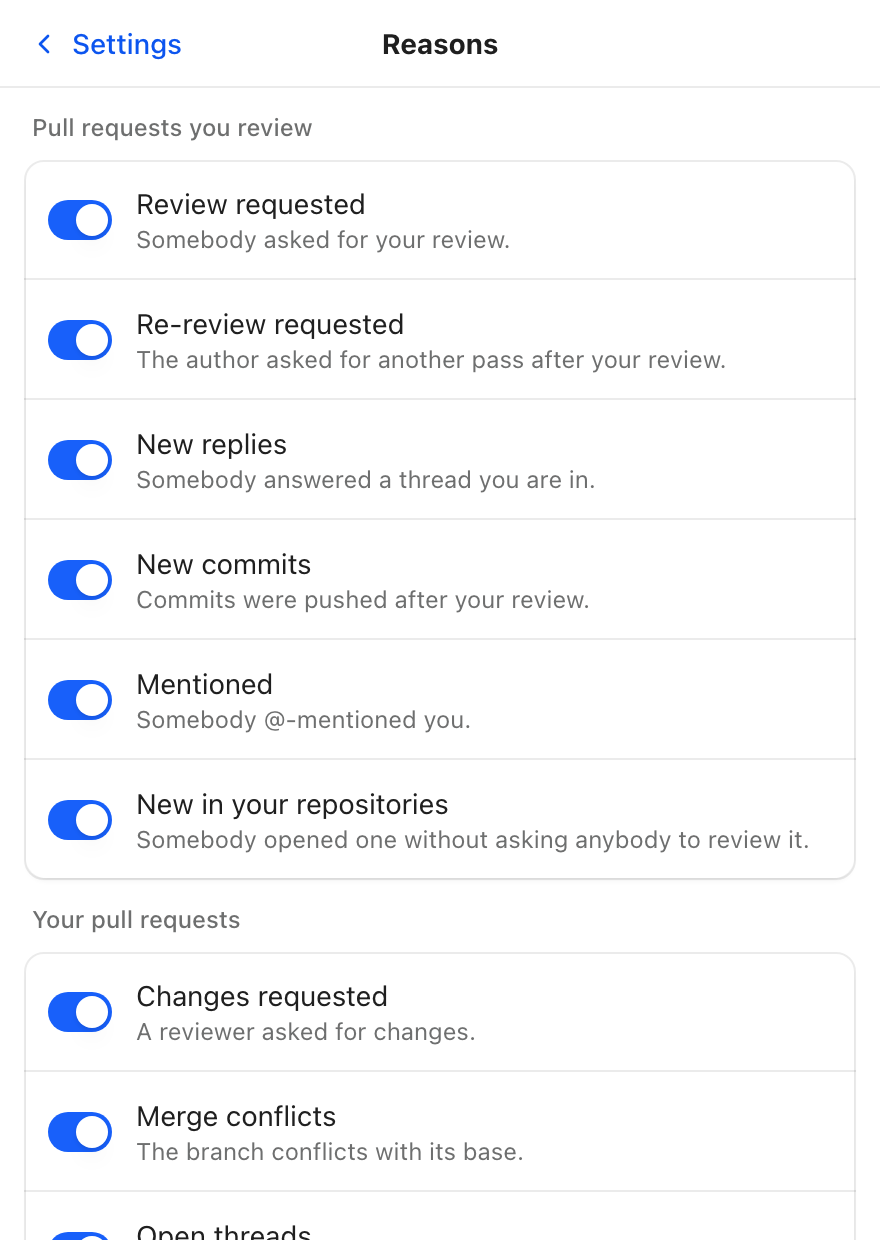 Settings
Reasons
Pull requests you review
Review requested
Somebody asked for your review.
Re-review requested
The author asked for another pass after your review.
New replies
Somebody answered a thread you are in.
New commits
Commits were pushed after your review.
Mentioned
Somebody @-mentioned you.
New in your repositories
Somebody opened one without asking anybody to review it.
Your pull requests
Changes requested
A reviewer asked for changes.
Merge conflicts
The branch conflicts with its base.
Open threads